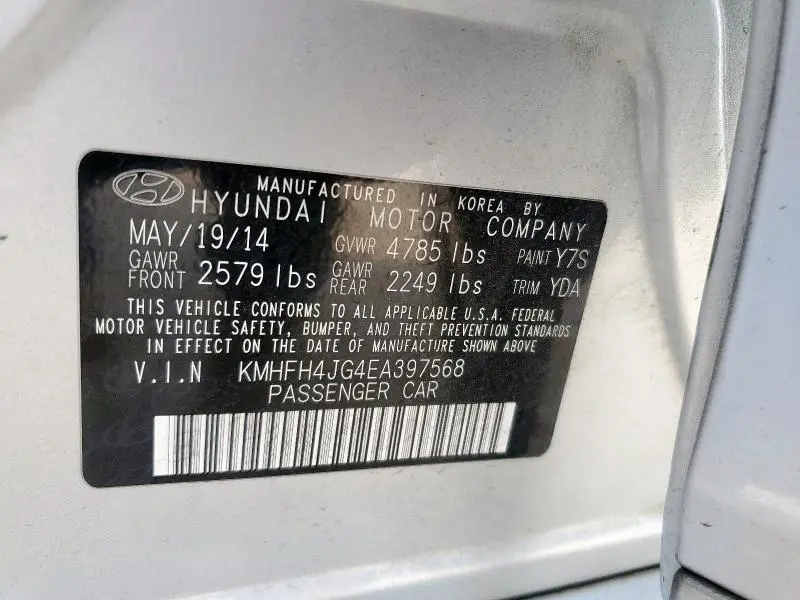 MANUFACTURED IN KOREA BY
HYUNDAI MOTOR COMPANY
MAY/19/14 GVWR 4785 lbs PAINT Y7S
GAWR FRONT 2579 lbs GAWR REAR 2249 lbs TRIM YDA
THIS VEHICLE CONFORMS TO ALL APPLICABLE U.S.A. FEDERAL
MOTOR VEHICLE SAFETY, BUMPER, AND THEFT PREVENTION STANDARDS
IN EFFECT ON THE DATE OF MANUFACTURE SHOWN ABOVE
V.I.N KMHFH4JG4EA397568
PASSENGER CAR